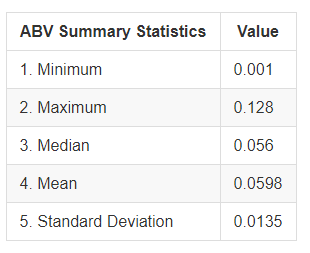 ABV Summary Statistics Value
1. Minimum 0.001
2. Maximum 0.128
3. Median 0.056
4. Mean 0.0598
5. Standard Deviation 0.0135